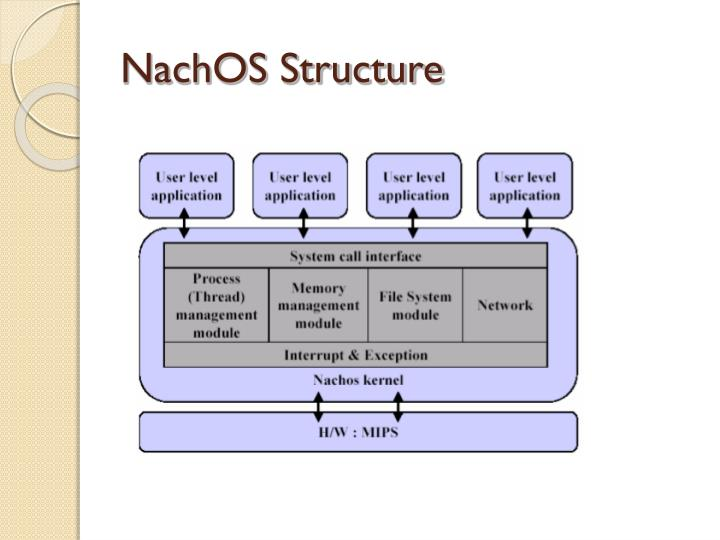 NachOS Structure
User level
application
User level
application
User level
application
User level
application
System call interface
Process
(Thread)
management
module
Memory
management
module
File System
module
Network
Interrupt & Exception
Nachos kernel
H/W : MIPS